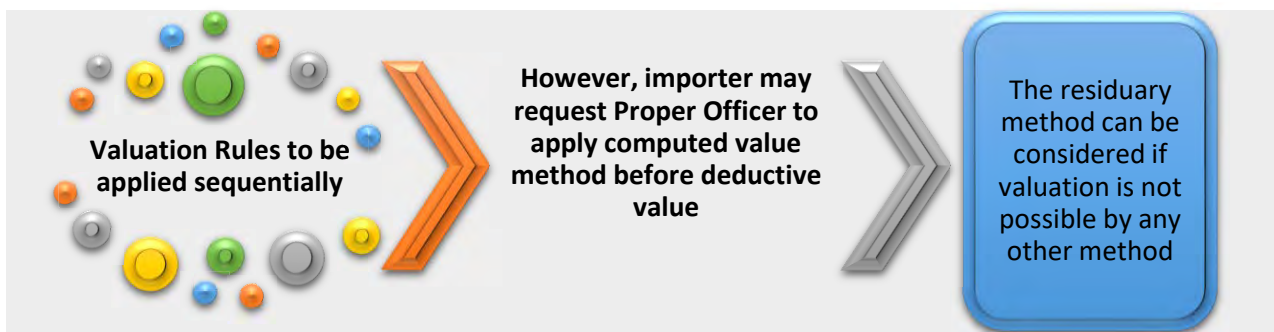 Valuation Rules to be
applied sequentially
However, importer may
request Proper Officer to
apply computed value
method before deductive
value
The residuary
method can be
considered if
valuation is not
possible by any
other method